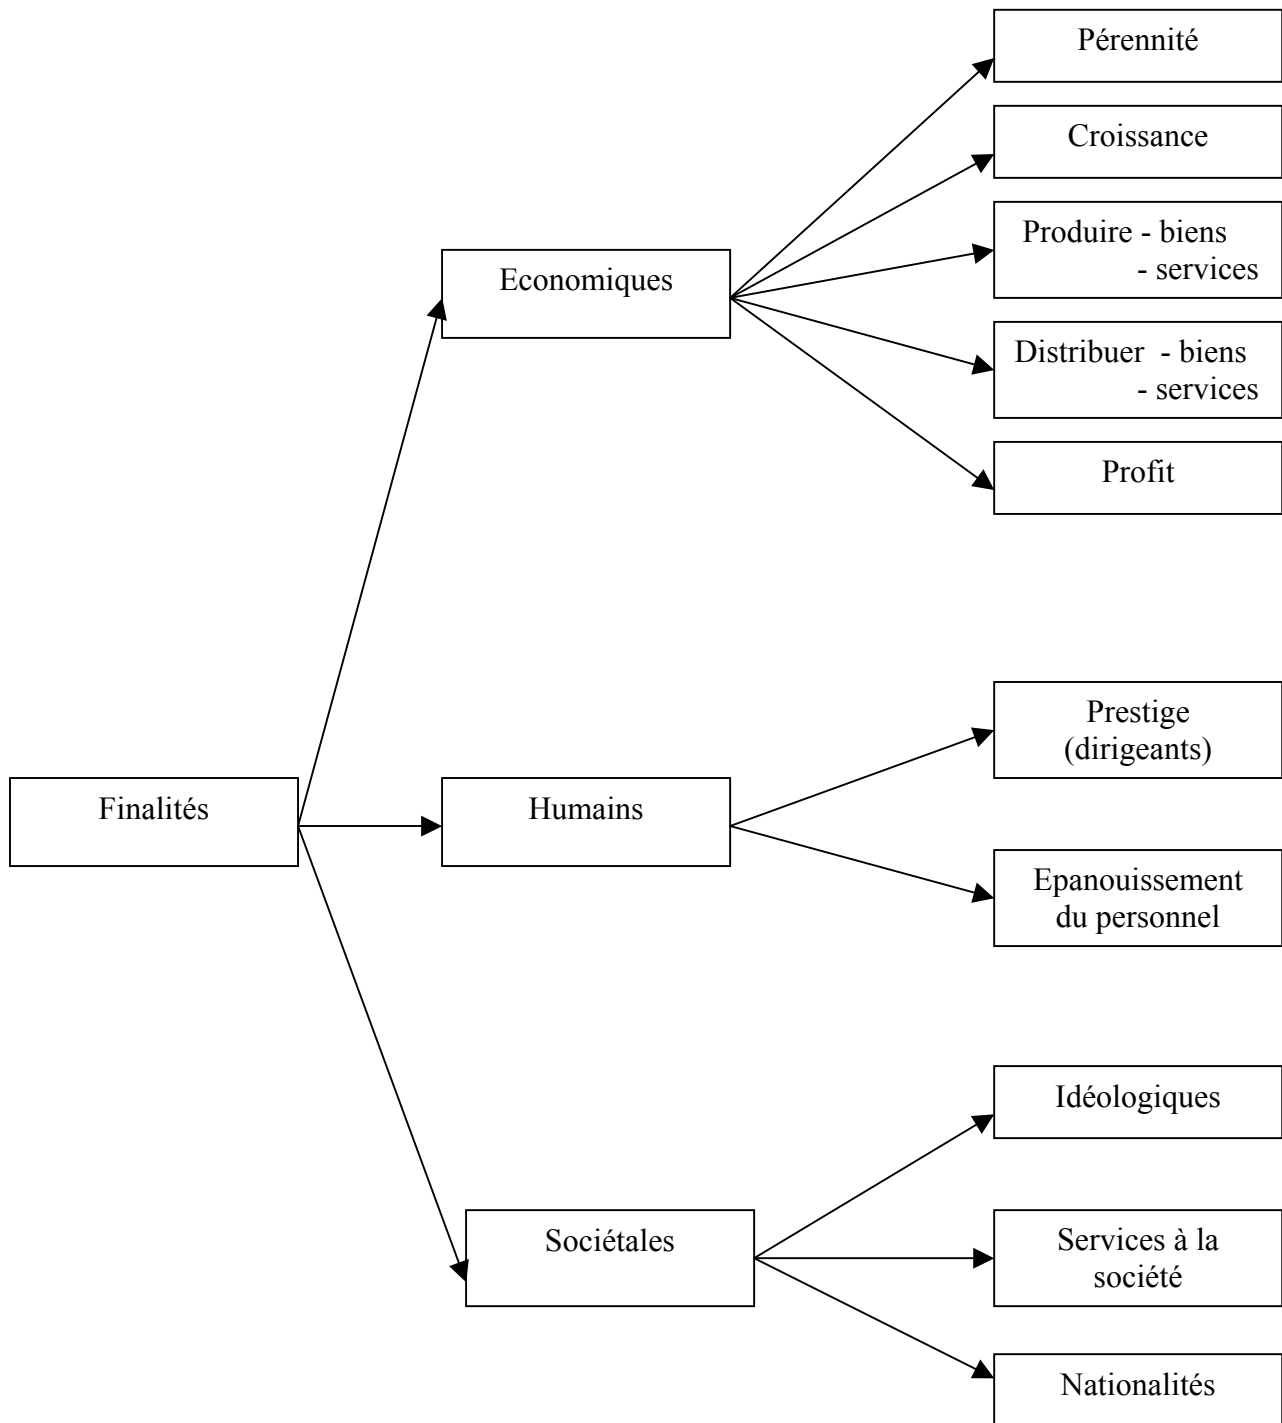 Pérennité
Croissance
Produire - biens
- services
Economiques
Distribuer - biens
- services
Profit
Prestige
(dirigeants)
Finalités
Humains
Epanouissement
du personnel
Idéologiques
Sociétales
Services à la
société
Nationalités